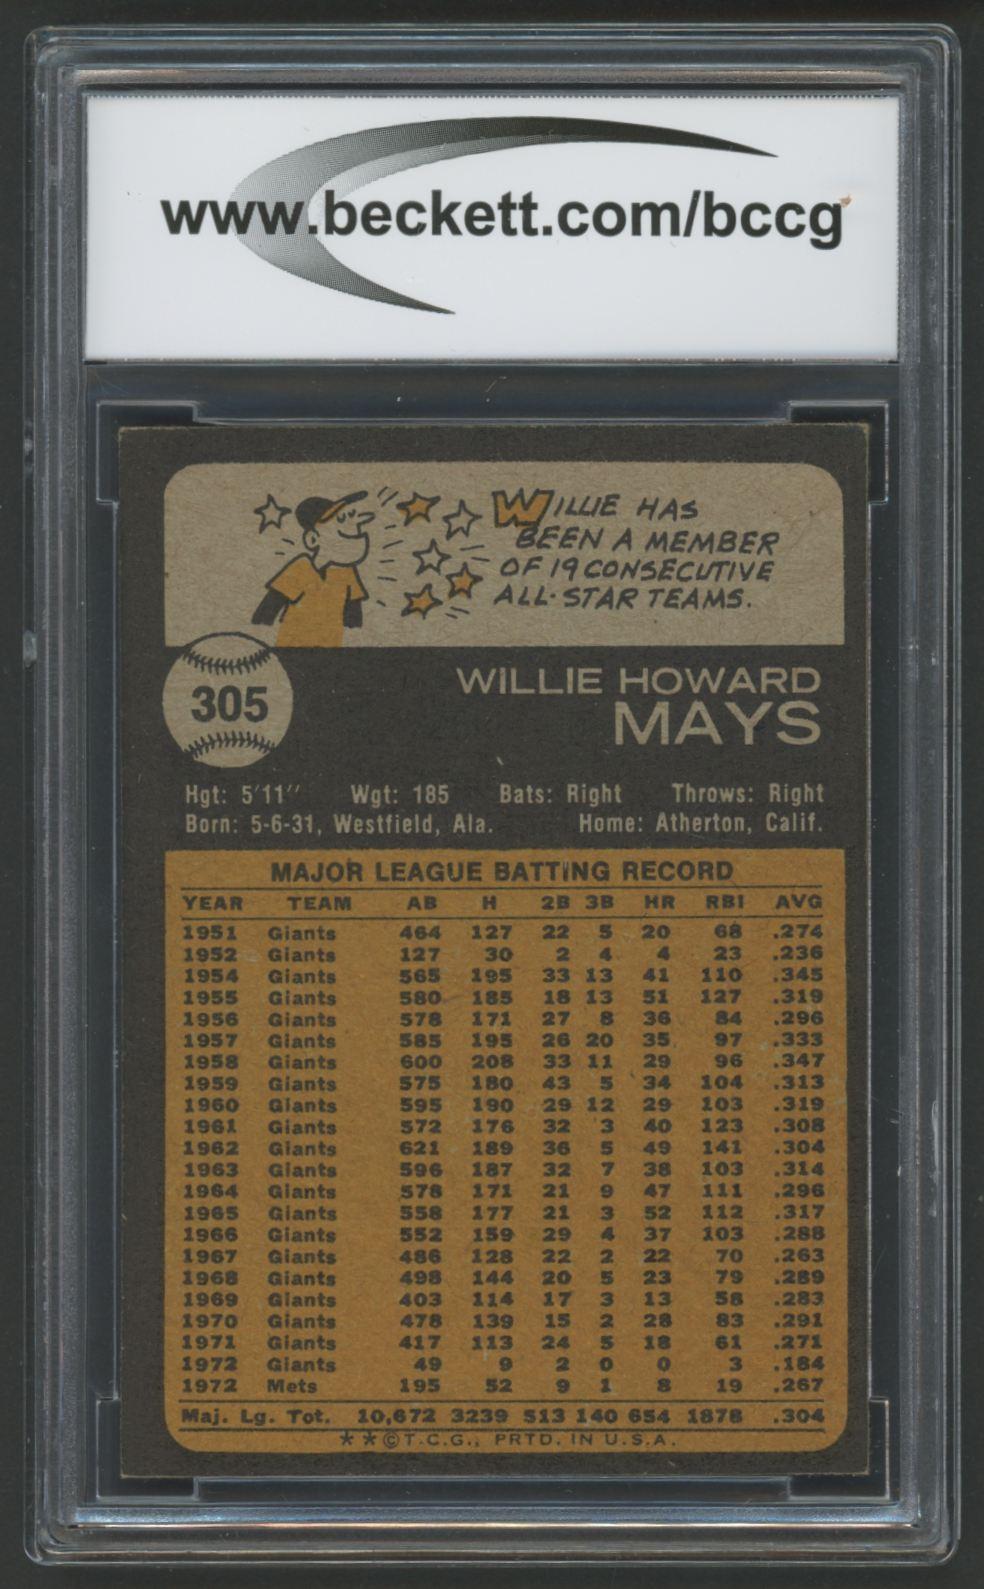 www.beckett.com/bccg
WILLIE HAS
BEEN A MEMBER
OF 19 CONSECUTIVE
ALL-STAR TEAMS.
305
WILLIE HOWARD
MAYS
Hgt: 5'11" Wgt: 185 Bats: Right Throws: Right
Born: 5-6-31, Westfield, Ala. Home: Atherton, Calif.
MAJOR LEAGUE BATTING RECORD
YEAR TEAM AB H 2B 3B HR RBI AVG
1951 Giants 464 127 22 5 20 68 .274
1952 Giants 127 30 2 4 4 23 .236
1954 Giants 565 195 33 13 41 110 .345
1955 Giants 580 185 18 13 51 127 .319
1956 Giants 578 171 27 8 36 84 .296
1957 Giants 585 195 26 20 35 97 .333
1958 Giants 600 208 33 11 29 96 .347
1959 Giants 575 180 43 5 34 104 .313
1960 Giants 595 190 29 12 29 103 .319
1961 Giants 572 176 32 3 40 123 .308
1962 Giants 621 189 36 5 49 141 .304
1963 Giants 596 187 32 7 38 103 .314
1964 Giants 578 171 21 9 47 111 .296
1965 Giants 558 177 21 3 52 112 .317
1966 Giants 552 159 29 4 37 103 .288
1967 Giants 486 128 22 2 22 70 .263
1968 Giants 498 144 20 5 23 79 .289
1969 Giants 403 114 17 3 13 58 .283
1970 Giants 478 139 15 2 28 83 .291
1971 Giants 417 113 24 5 18 61 .271
1972 Giants 49 9 2 0 0 3 .184
1972 Mets 195 52 9 1 8 19 .267
Maj. Lg. Tot. 10,672 3239 513 140 654 1878 .304
**©T.C.G., PRTD. IN U.S.A.